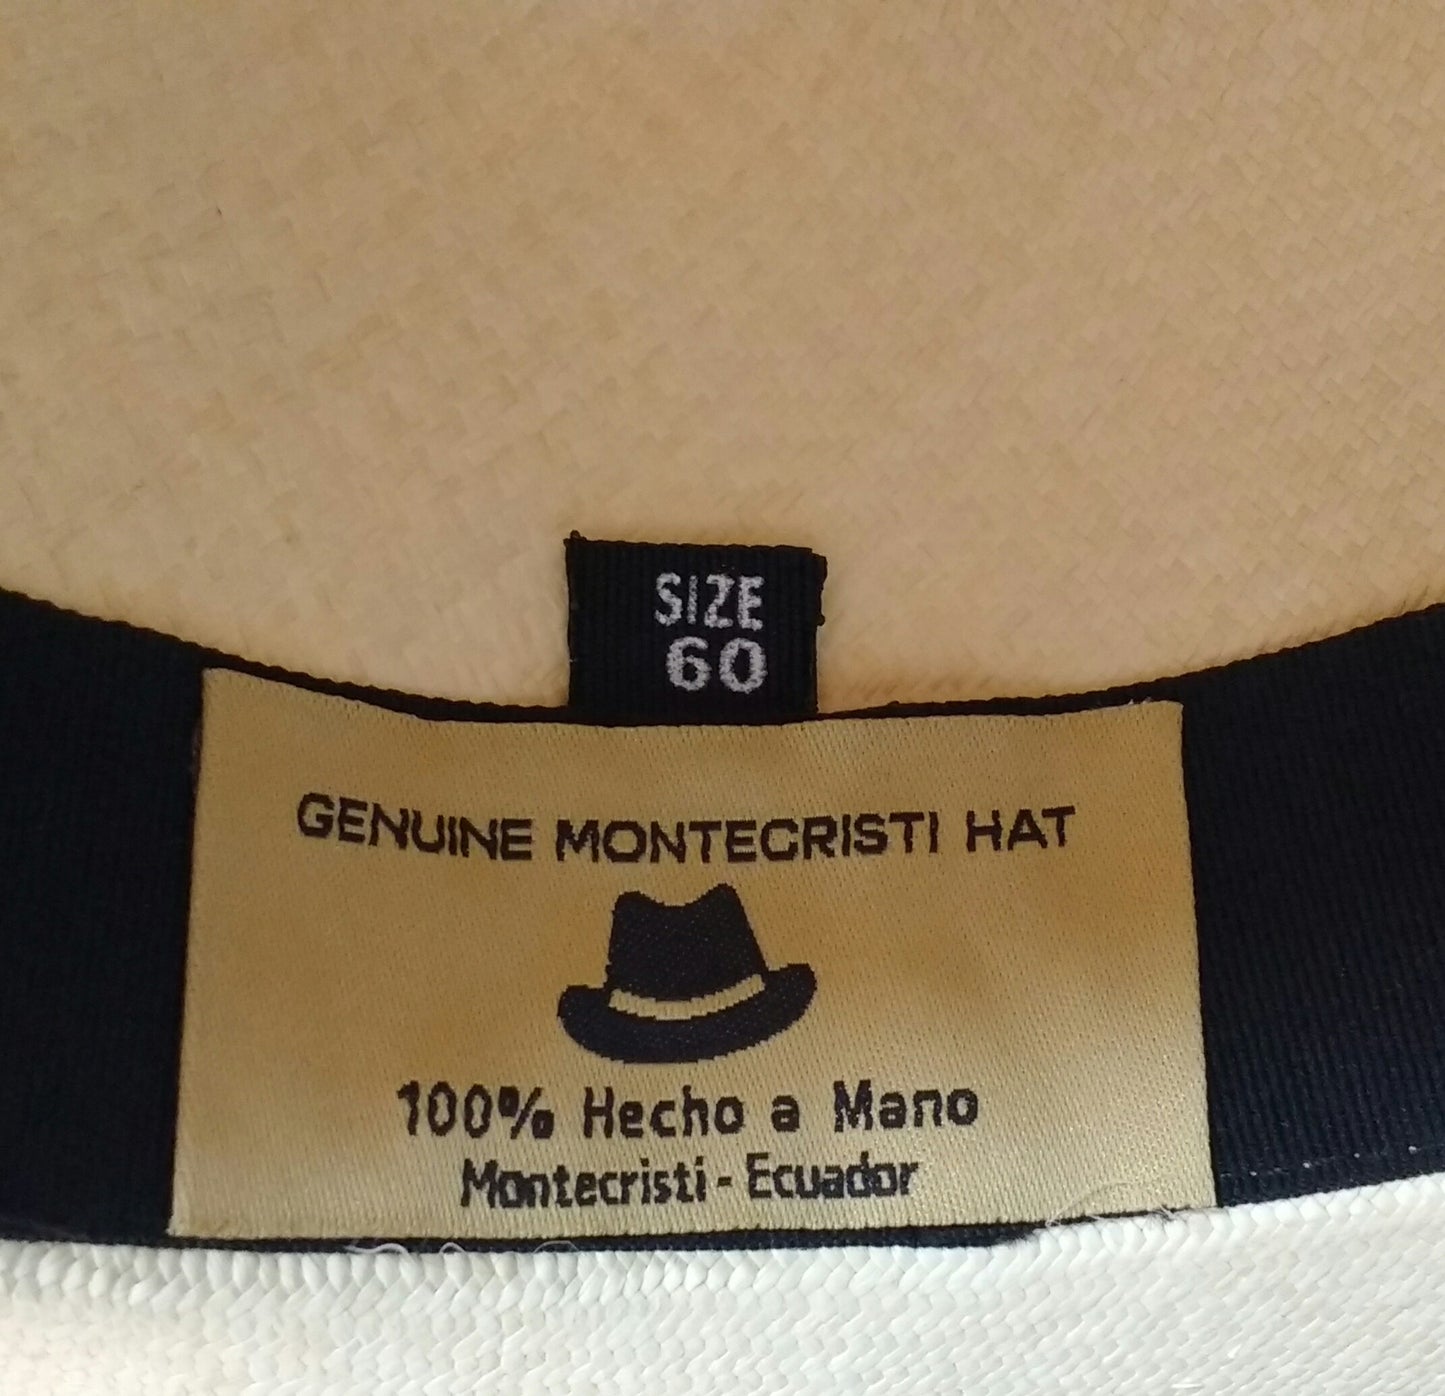 SIZE
60
GENUINE MONTECRISTI HAT
100% Hecho a Mano
Montecristi - Ecuador